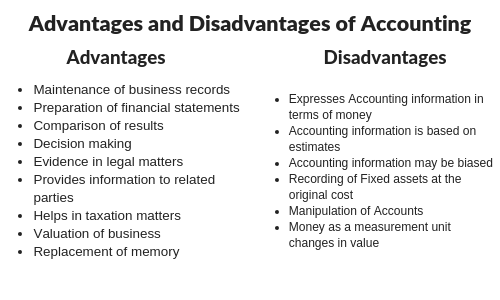 Advantages and Disadvantages of Accounting
Advantages
• Maintenance of business records
• Preparation of financial statements
• Comparison of results
• Decision making
• Evidence in legal matters
• Provides information to related
parties
• Helps in taxation matters
• Valuation of business
• Replacement of memory
Disadvantages
• Expresses Accounting information in
terms of money
• Accounting information is based on
estimates
• Accounting information may be biased
• Recording of Fixed assets at the
original cost
• Manipulation of Accounts
• Money as a measurement unit
changes in value